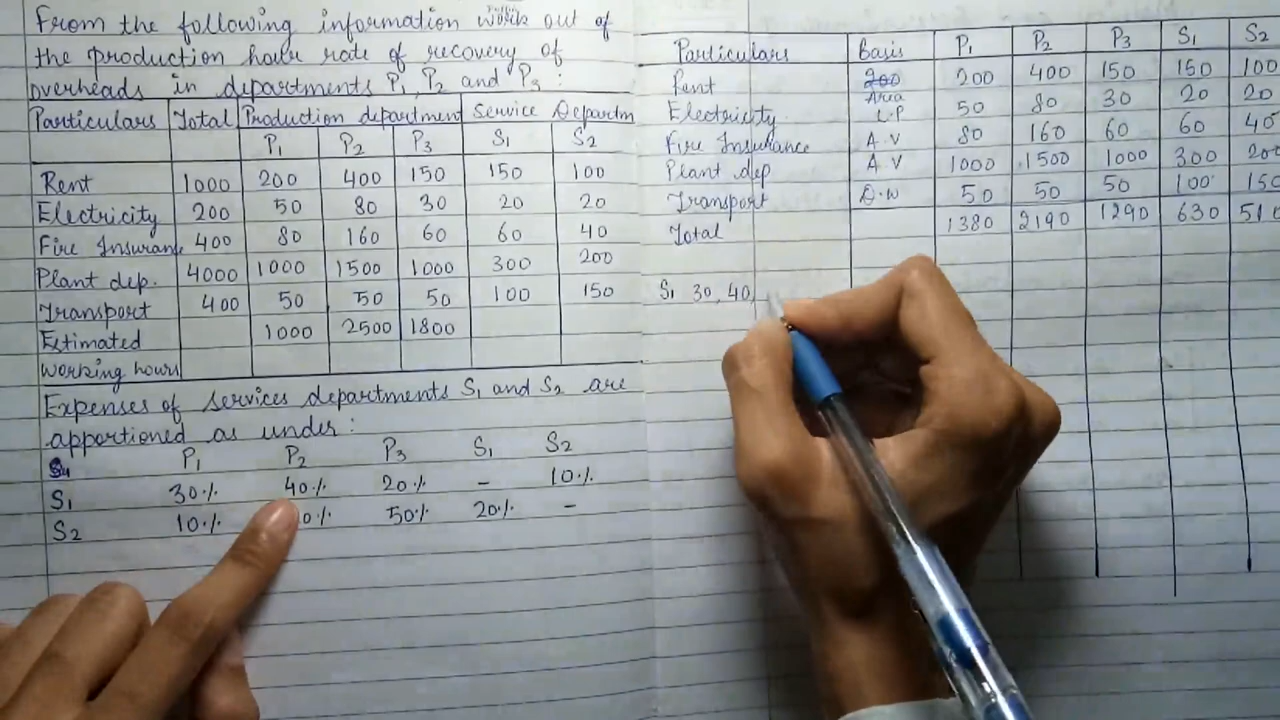 From the following information work out of
the production hour rate of recovery of
overheads in departments P1, P2 and P3 :
Particulars Total Production department Service Departm
P1 P2 P3 S1 S2
Rent 1000 200 400 150 150 100
Electricity 200 50 80 30 20 20
Fire Insuranc 400 80 160 60 60 40
Plant dep. 4000 1000 1500 1000 300 200
Transport 400 50 50 50 100 150
Estimated 1000 2500 1800
working hours
Expenses of services departments S1 and S2 are
apportioned as under:
P1 P2 P3 S1 S2
S1 30% 40% 20% - 10%
S2 10% 0% 50% 20% -
Particulars Basis P1 P2 P3 S1 S2
Rent Area 200 400 150 150 100
Electricity L.P 50 80 30 20 20
Fire Insurance A.V 80 160 60 60 40
Plant dep A.V 1000 1500 1000 300 200
Transport D.W 50 50 50 100 150
Total 1380 2190 1290 630 510
S1 30, 40,